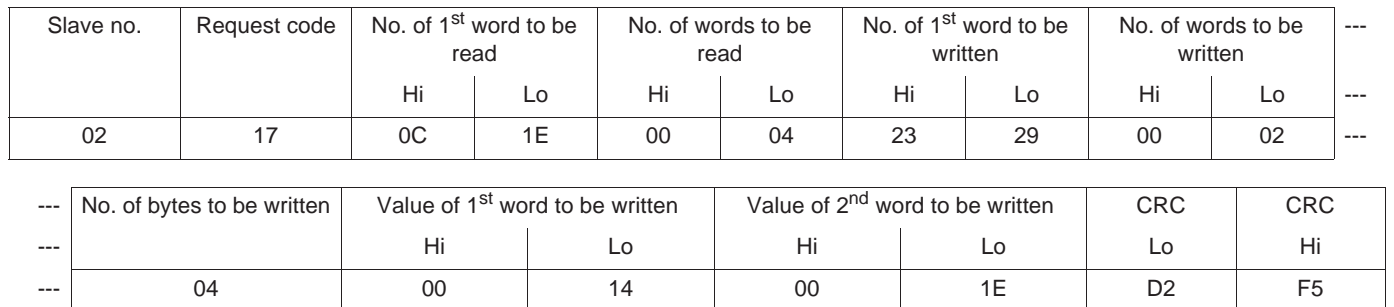 Slave no. Request code No. of 1st word to be read No. of words to be read No. of 1st word to be written No. of words to be written ---
Hi Lo Hi Lo Hi Lo Hi Lo ---
02 17 0C 1E 00 04 23 29 00 02 ---
--- No. of bytes to be written Value of 1st word to be written Value of 2nd word to be written CRC CRC
--- Hi Lo Hi Lo Lo Hi
--- 04 00 14 00 1E D2 F5